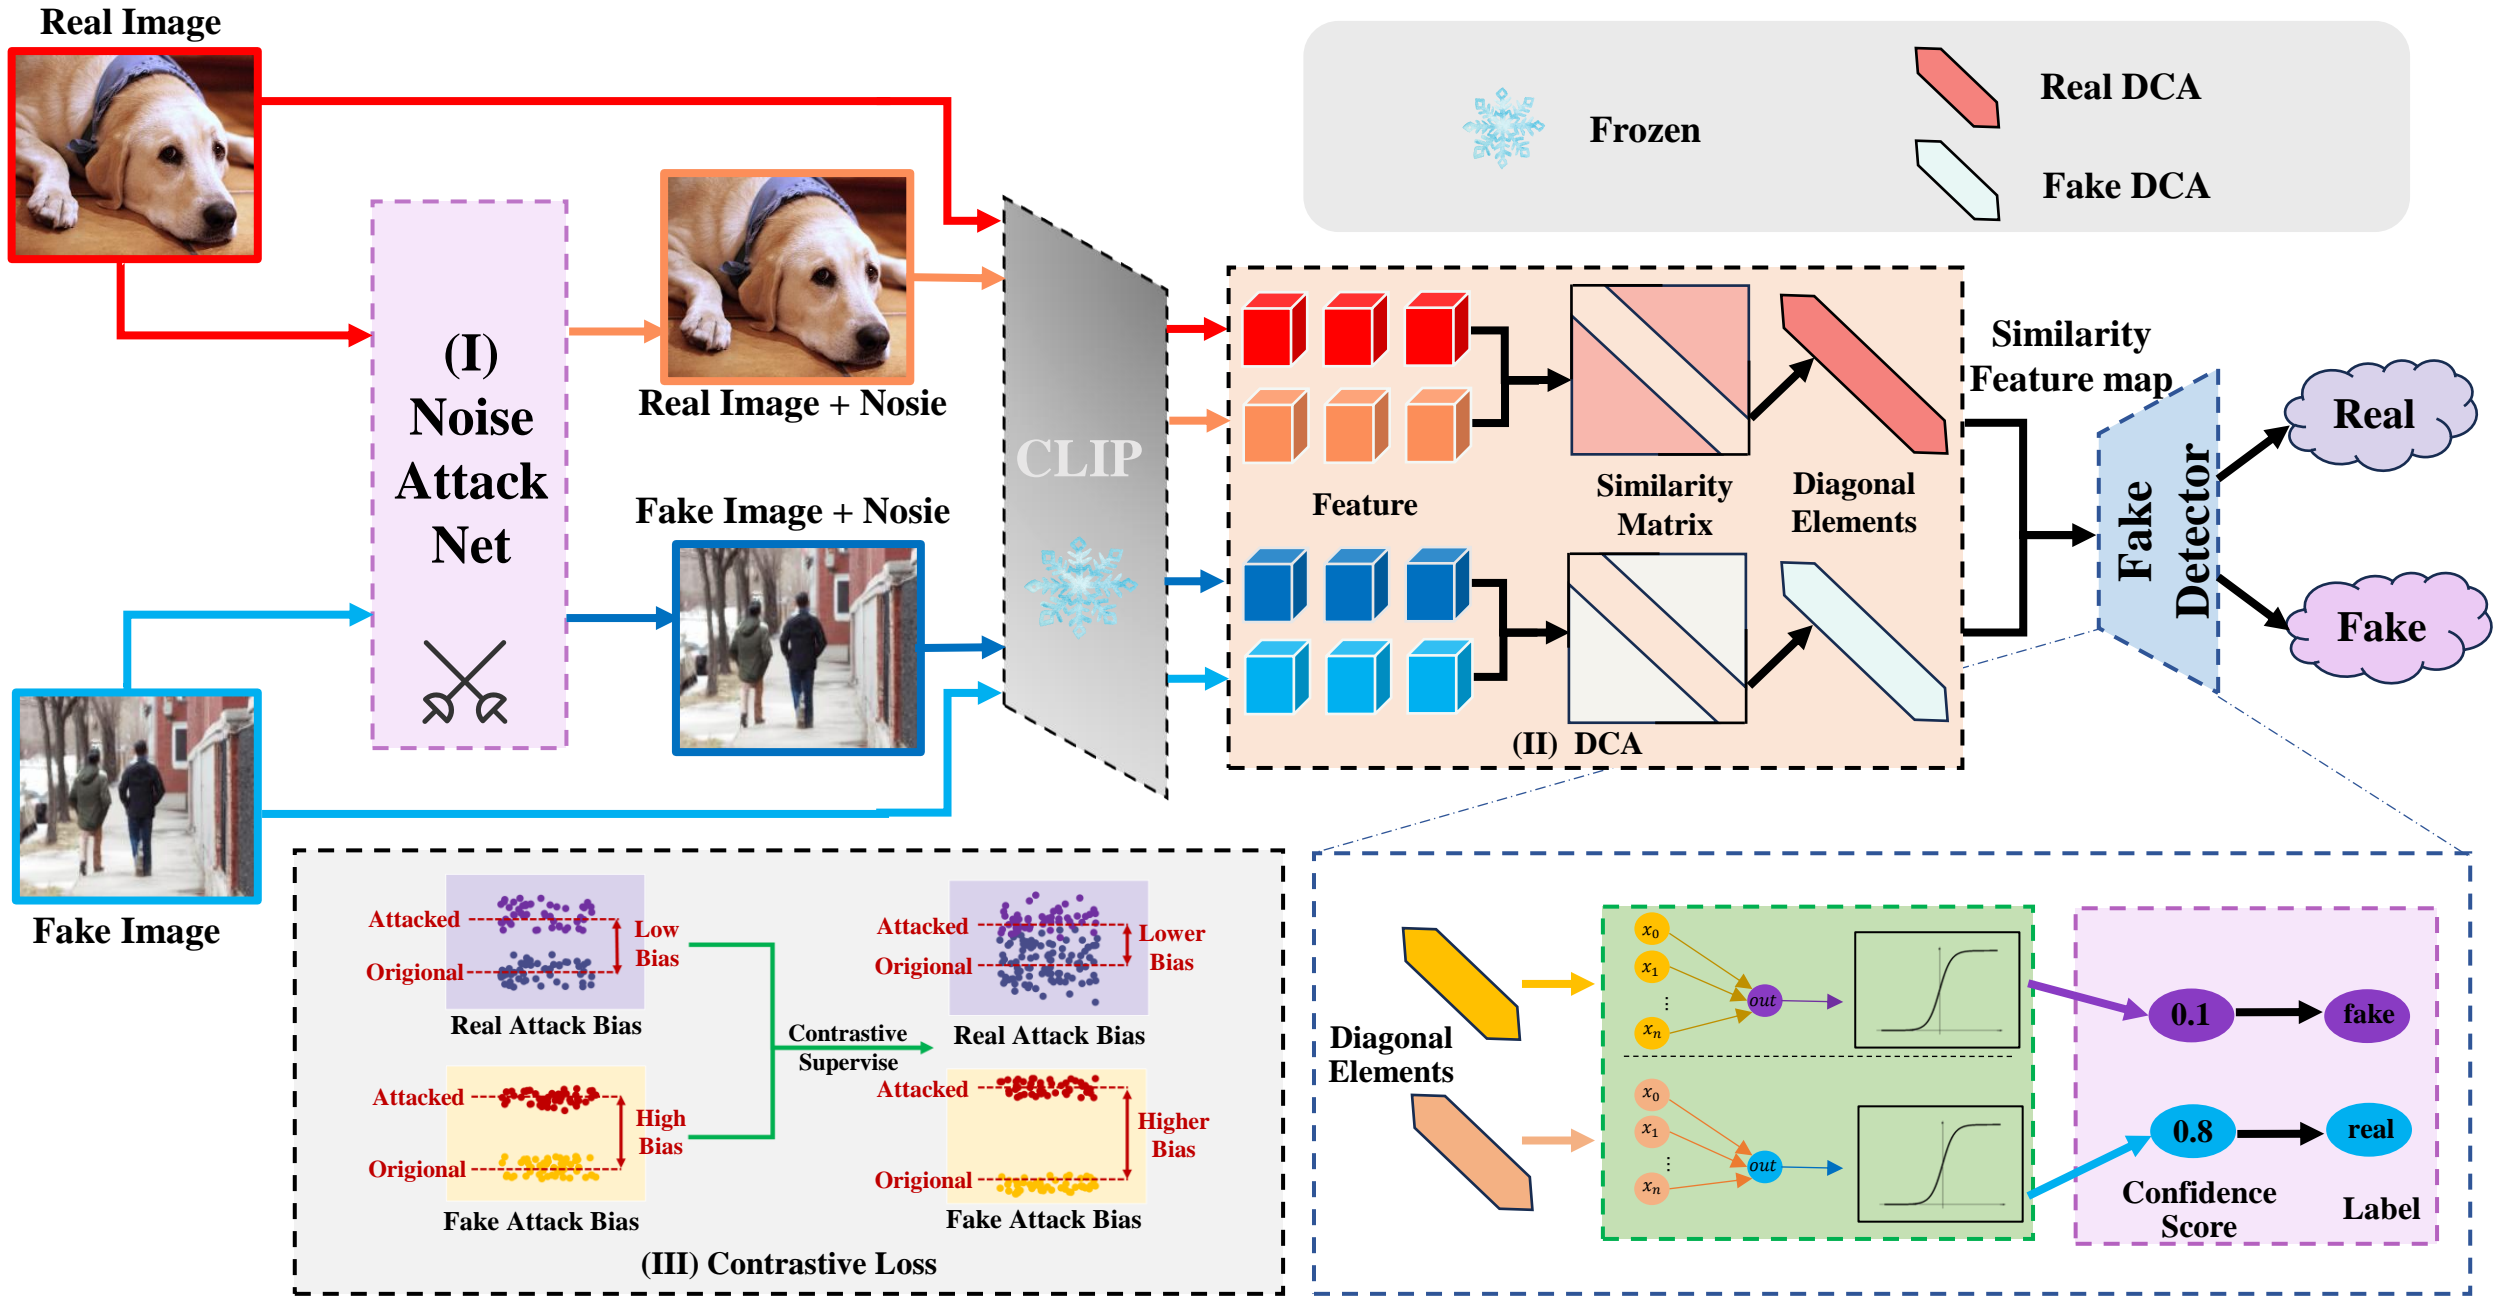 Real Image
Frozen
Real DCA
Fake DCA
(I)
Noise
Attack
Net
Real Image + Nosie
Fake Image + Nosie
CLIP
Feature
Similarity
Matrix
Diagonal
Elements
(II) DCA
Similarity
Feature map
Fake
Detector
Real
Fake
Fake Image
Attacked
Origional
Low
Bias
Real Attack Bias
Attacked
Origional
High
Bias
Fake Attack Bias
Contrastive
Supervise
Attacked
Origional
Lower
Bias
Real Attack Bias
Attacked
Origional
Higher
Bias
Fake Attack Bias
(III) Contrastive Loss
Diagonal
Elements
x₀
x₁
⋮
xₙ
out
x₀
x₁
⋮
xₙ
out
0.1
fake
0.8
real
Confidence
Score
Label